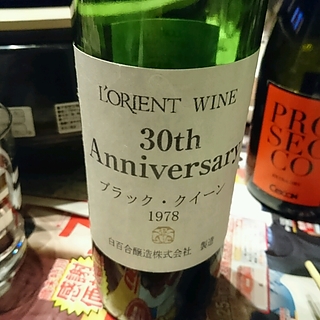 L'ORIENT WINE
30th
Anniversary
ブラック・クイーン
1978
白百合醸造株式会社 製造
PRO
SEC
CO